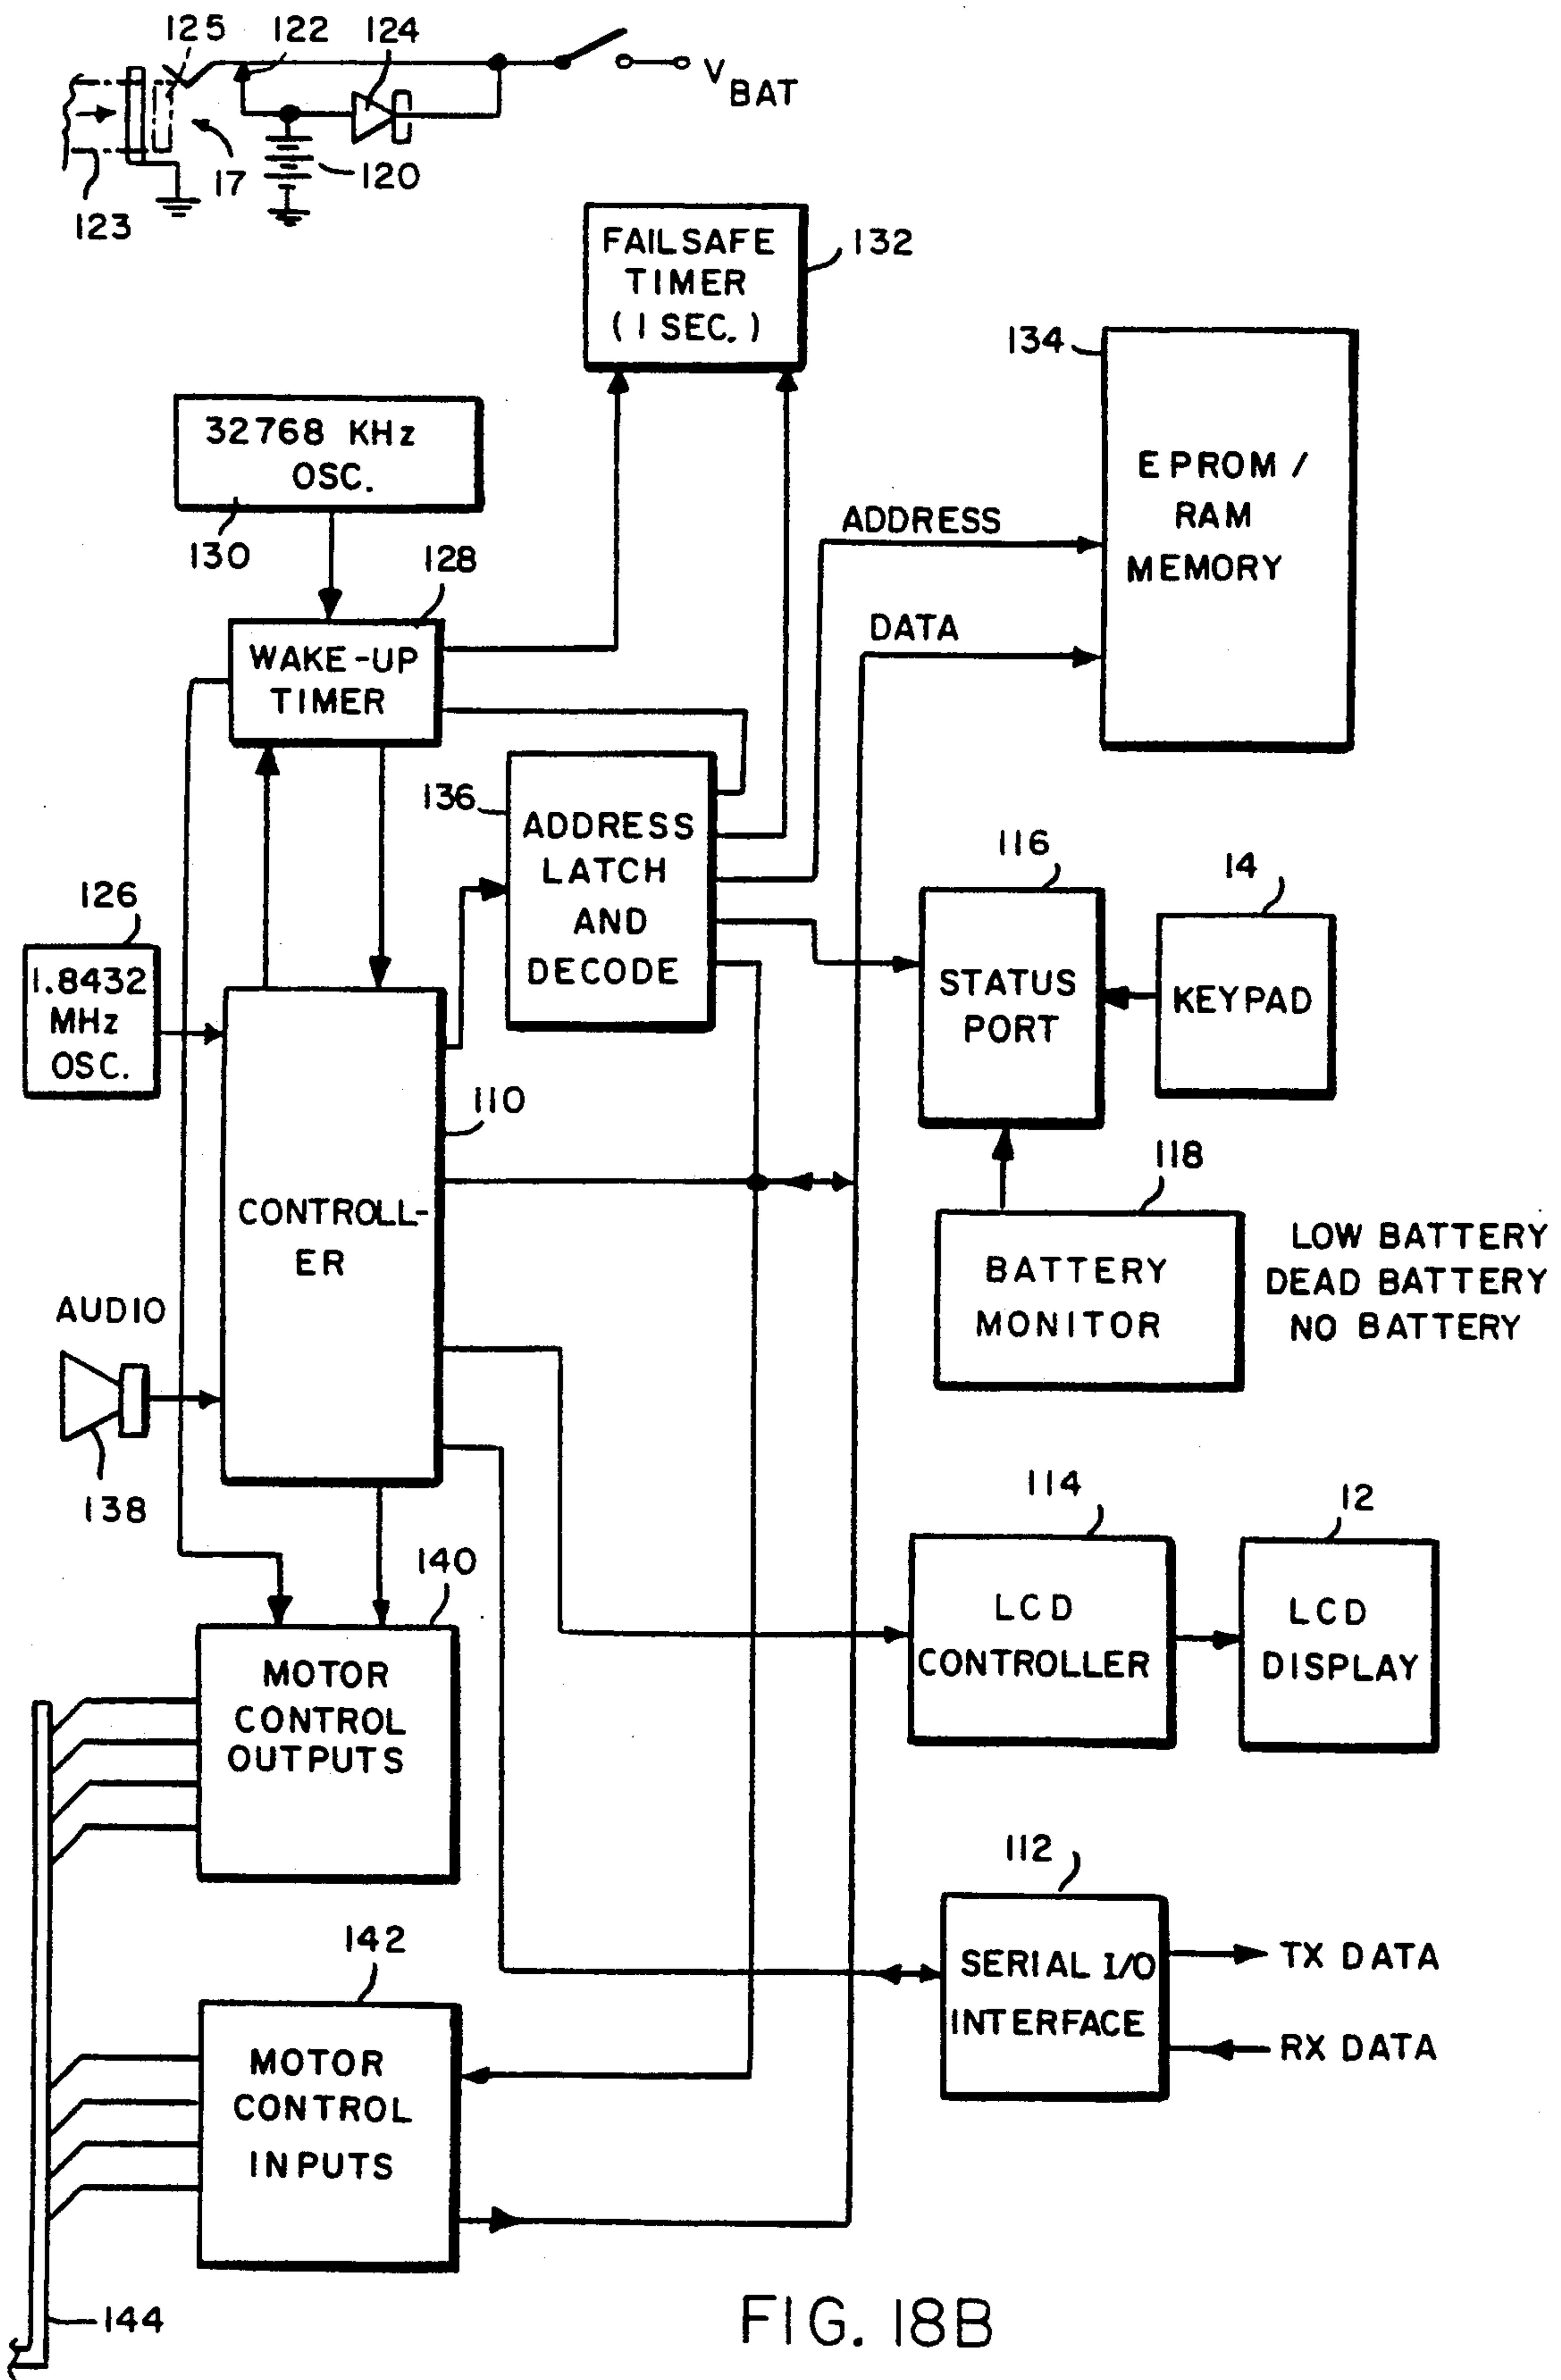 125
122
124
V
BAT
17
120
123
FAILSAFE
TIMER
(1 SEC.)
132
134
EPROM /
RAM
MEMORY
32768 KHz
OSC.
130
ADDRESS
128
DATA
WAKE-UP
TIMER
136
ADDRESS
LATCH
AND
DECODE
116
14
126
1.8432
MHz
OSC.
STATUS
PORT
KEYPAD
110
118
CONTROLL-
ER
BATTERY
MONITOR
LOW BATTERY
DEAD BATTERY
NO BATTERY
AUDIO
138
114
12
140
LCD
CONTROLLER
LCD
DISPLAY
MOTOR
CONTROL
OUTPUTS
112
142
SERIAL I/O
INTERFACE
TX DATA
RX DATA
MOTOR
CONTROL
INPUTS
144
FIG. 18B